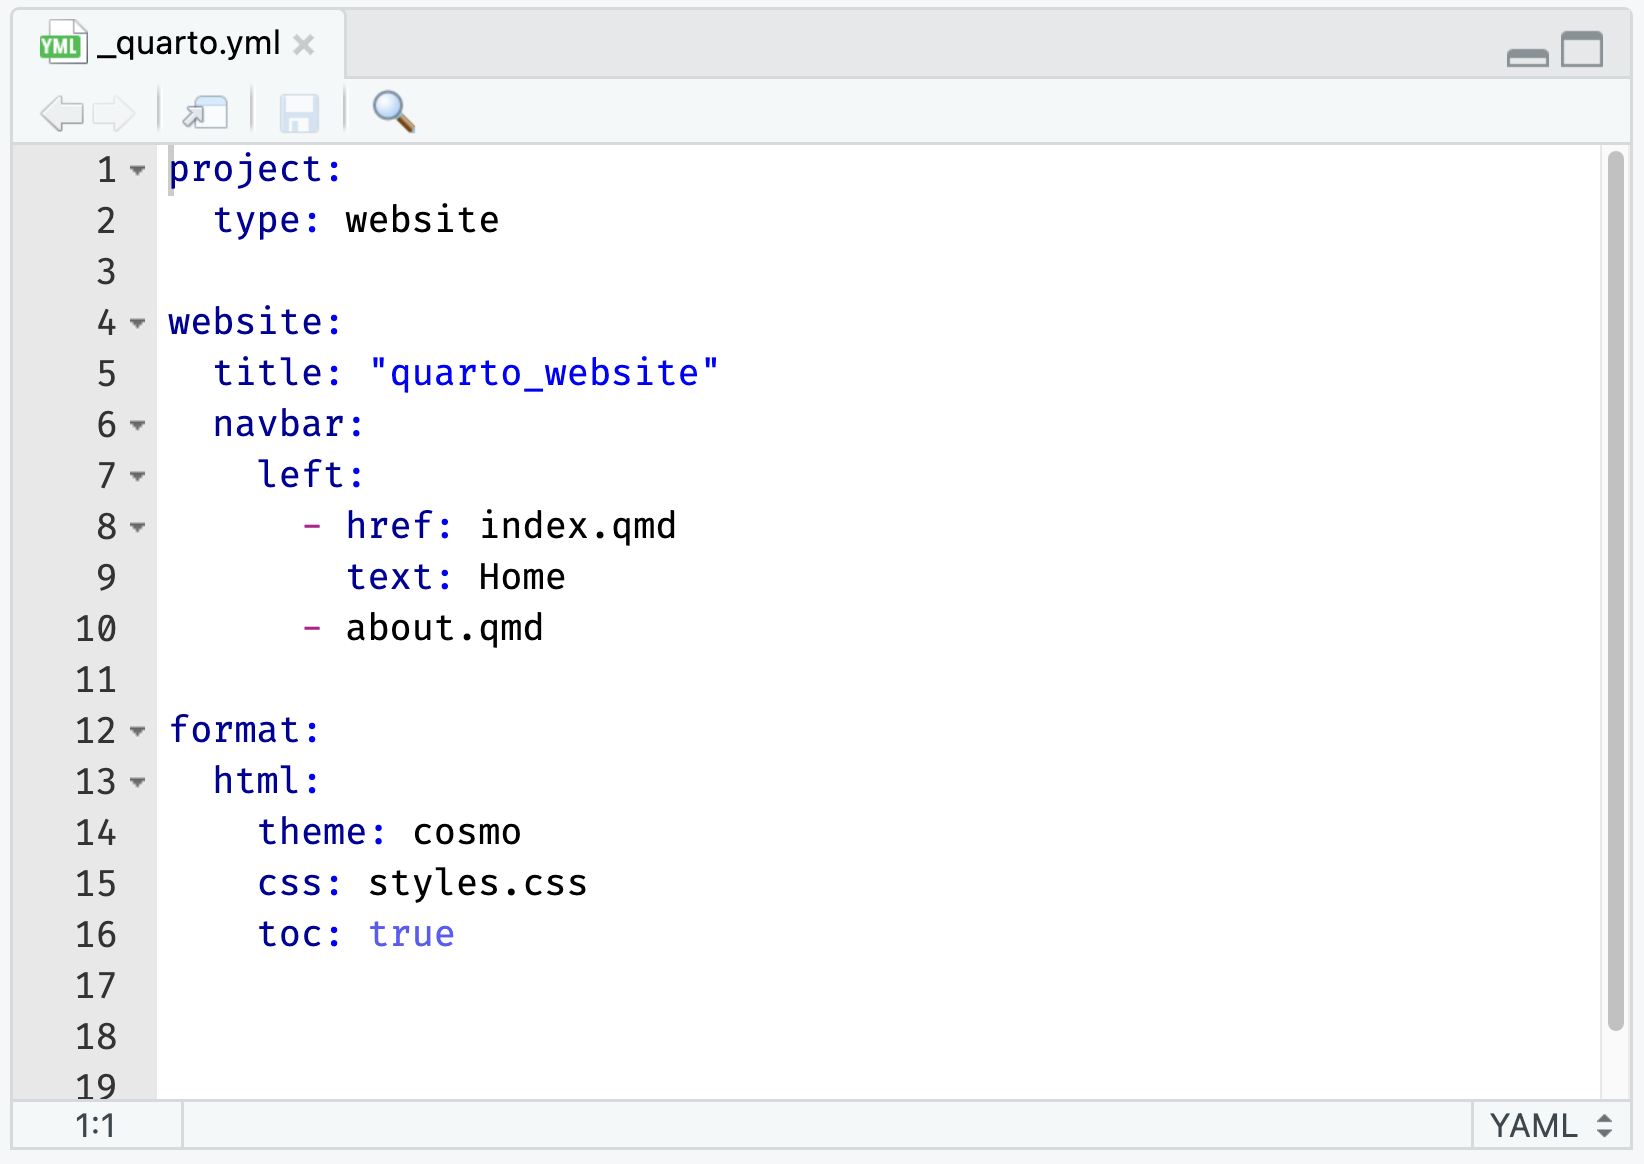 YML _quarto.yml
1 project:
2   type: website
3
4 website:
5   title: "quarto_website"
6   navbar:
7     left:
8       - href: index.qmd
9         text: Home
10       - about.qmd
11
12 format:
13   html:
14     theme: cosmo
15     css: styles.css
16     toc: true
17
18
19
1:1 YAML